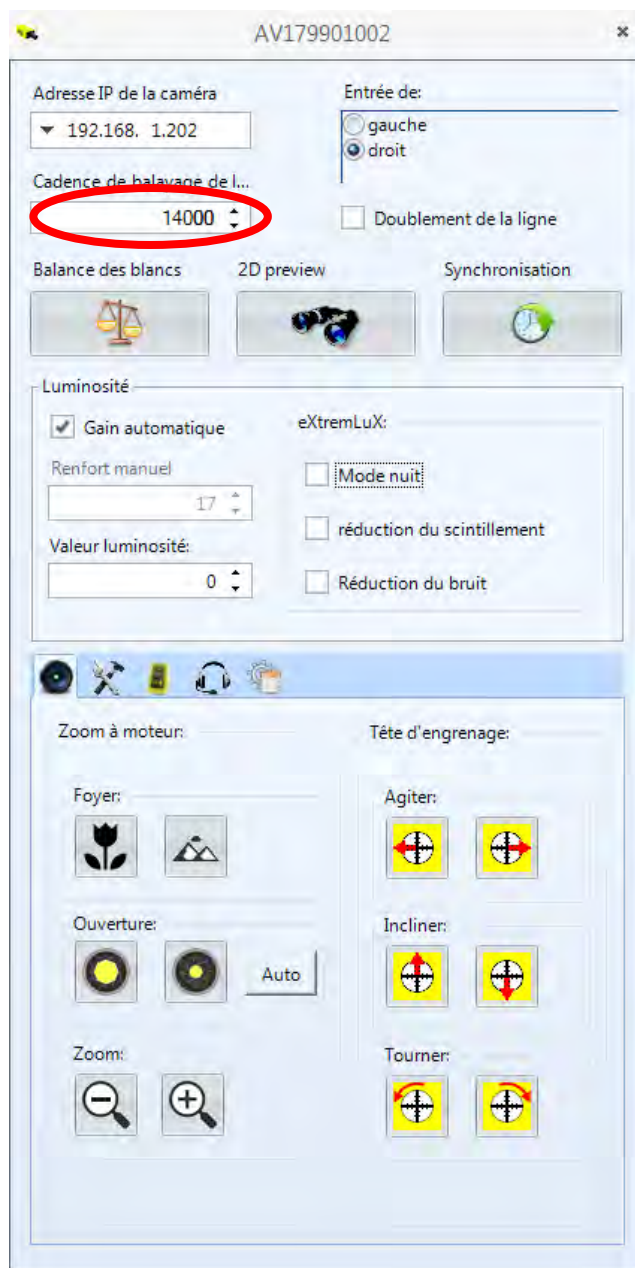 AV179901002
Adresse IP de la caméra
192.168. 1.202
Entrée de:
gauche
droit
Cadence de balayage de l...
14000
Doublement de la ligne
Balance des blancs
2D preview
Synchronisation
Luminosité
Gain automatique
Renfort manuel
17
Valeur luminosité:
0
eXtremLuX:
Mode nuit
réduction du scintillement
Réduction du bruit
Zoom à moteur:
Tête d'engrenage:
Foyer:
Agiter:
Ouverture:
Auto
Incliner:
Zoom:
Tourner: